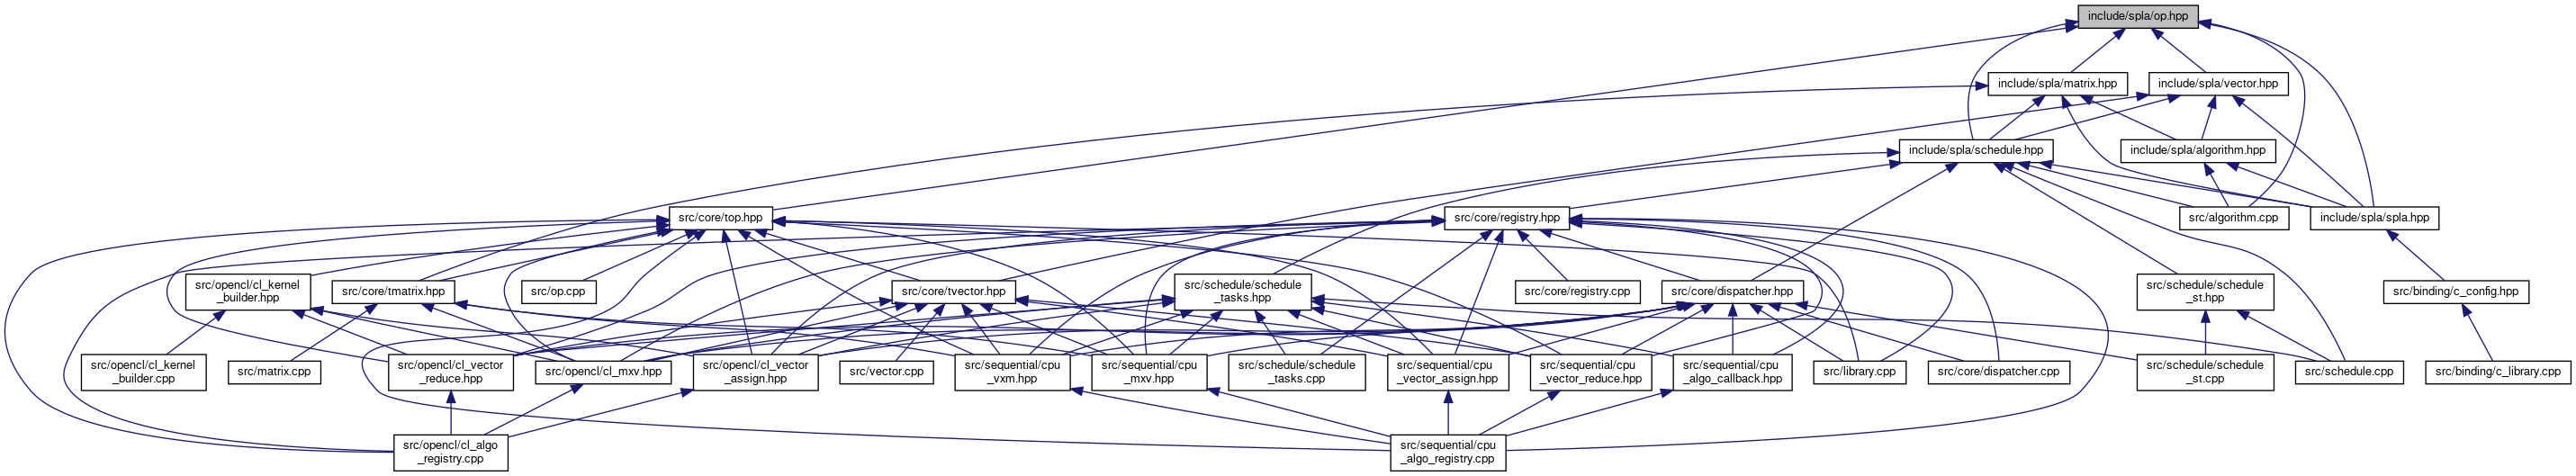 include/spla/op.hpp
include/spla/matrix.hpp
include/spla/vector.hpp
include/spla/schedule.hpp
include/spla/algorithm.hpp
src/core/top.hpp
src/core/registry.hpp
src/algorithm.cpp
include/spla/spla.hpp
src/opencl/cl_kernel
_builder.hpp
src/core/tmatrix.hpp
src/op.cpp
src/core/tvector.hpp
src/schedule/schedule
_tasks.hpp
src/core/registry.cpp
src/core/dispatcher.hpp
src/schedule/schedule
_st.hpp
src/binding/c_config.hpp
src/opencl/cl_kernel
_builder.cpp
src/matrix.cpp
src/opencl/cl_vector
_reduce.hpp
src/opencl/cl_mxv.hpp
src/opencl/cl_vector
_assign.hpp
src/vector.cpp
src/sequential/cpu
_vxm.hpp
src/sequential/cpu
_mxv.hpp
src/schedule/schedule
_tasks.cpp
src/sequential/cpu
_vector_assign.hpp
src/sequential/cpu
_vector_reduce.hpp
src/sequential/cpu
_algo_callback.hpp
src/library.cpp
src/core/dispatcher.cpp
src/schedule/schedule
_st.cpp
src/schedule.cpp
src/binding/c_library.cpp
src/opencl/cl_algo
_registry.cpp
src/sequential/cpu
_algo_registry.cpp